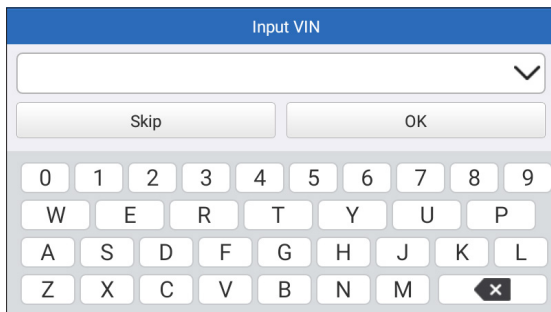 Input VIN
Skip OK
0 1 2 3 4 5 6 7 8 9
W E R T Y U P
A S D F G H J K L
Z X C V B N M